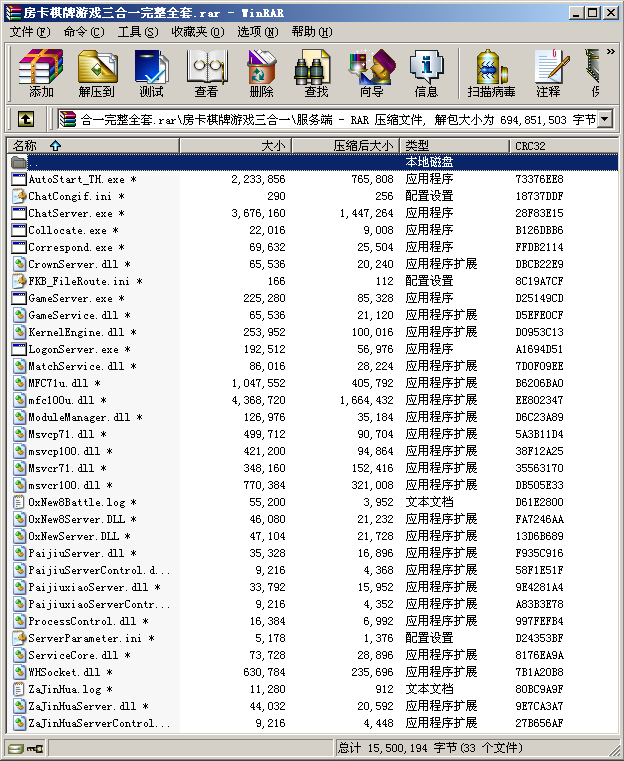 房卡棋牌游戏三合一完整全套.rar - WinRAR
文件(F) 命令(C) 工具(S) 收藏夹(O) 选项(N) 帮助(H)
添加 解压到 测试 查看 删除 查找 向导 信息 扫描病毒 注释 »
合一完整全套.rar\房卡棋牌游戏三合一\服务端 - RAR 压缩文件, 解包大小为 694,851,503 字节
名称 大小 压缩后大小 类型 CRC32
.. 本地磁盘
AutoStart_TH.exe * 2,233,856 765,808 应用程序 73376EE8
ChatCongif.ini * 290 256 配置设置 18737DDF
ChatServer.exe * 3,676,160 1,447,264 应用程序 28F83E15
Collocate.exe * 22,016 9,008 应用程序 B126DBB6
Correspond.exe * 69,632 25,504 应用程序 FFDB2114
CrownServer.dll * 65,536 20,240 应用程序扩展 DBCB22E9
FKB_FileRoute.ini * 166 112 配置设置 8C19A7CF
GameServer.exe * 225,280 85,328 应用程序 D25149CD
GameService.dll * 65,536 21,120 应用程序扩展 D5EFE0CF
KernelEngine.dll * 253,952 100,016 应用程序扩展 D0953C13
LogonServer.exe * 192,512 56,976 应用程序 A1694D51
MatchService.dll * 86,016 28,224 应用程序扩展 7D0F09EE
MFC71u.dll * 1,047,552 405,792 应用程序扩展 B6206BA0
mfc100u.dll * 4,368,720 1,664,432 应用程序扩展 EE802347
ModuleManager.dll * 126,976 35,184 应用程序扩展 D6C23A89
Msvcp71.dll * 499,712 90,704 应用程序扩展 5A3B11D4
msvcp100.dll * 421,200 94,864 应用程序扩展 38F12A25
Msvcr71.dll * 348,160 152,416 应用程序扩展 35563170
msvcr100.dll * 770,384 321,008 应用程序扩展 DB505E33
OxNew8Battle.log * 55,200 3,952 文本文档 D61E2800
OxNew8Server.DLL * 46,080 21,232 应用程序扩展 FA7246AA
OxNewServer.DLL * 47,104 21,728 应用程序扩展 13D6B689
PaijiuServer.dll * 35,328 16,896 应用程序扩展 F935C916
PaijiuServerControl.d... 9,216 4,368 应用程序扩展 58F1E51F
PaijiuxiaoServer.dll * 33,792 15,952 应用程序扩展 9E4281A4
PaijiuxiaoServerContr... 9,216 4,352 应用程序扩展 A83B3E78
ProcessControl.dll * 16,384 6,992 应用程序扩展 997FEFB4
ServerParameter.ini * 5,178 1,376 配置设置 D24353BF
ServiceCore.dll * 73,728 28,896 应用程序扩展 8176EA9A
WHSocket.dll * 630,784 235,696 应用程序扩展 7B1A20B8
ZaJinHua.log * 11,280 912 文本文档 80BC9A9F
ZaJinHuaServer.dll * 44,032 20,592 应用程序扩展 9E7CA3A7
ZaJinHuaServerControl... 9,216 4,448 应用程序扩展 27B656AF
总计 15,500,194 字节(33 个文件)